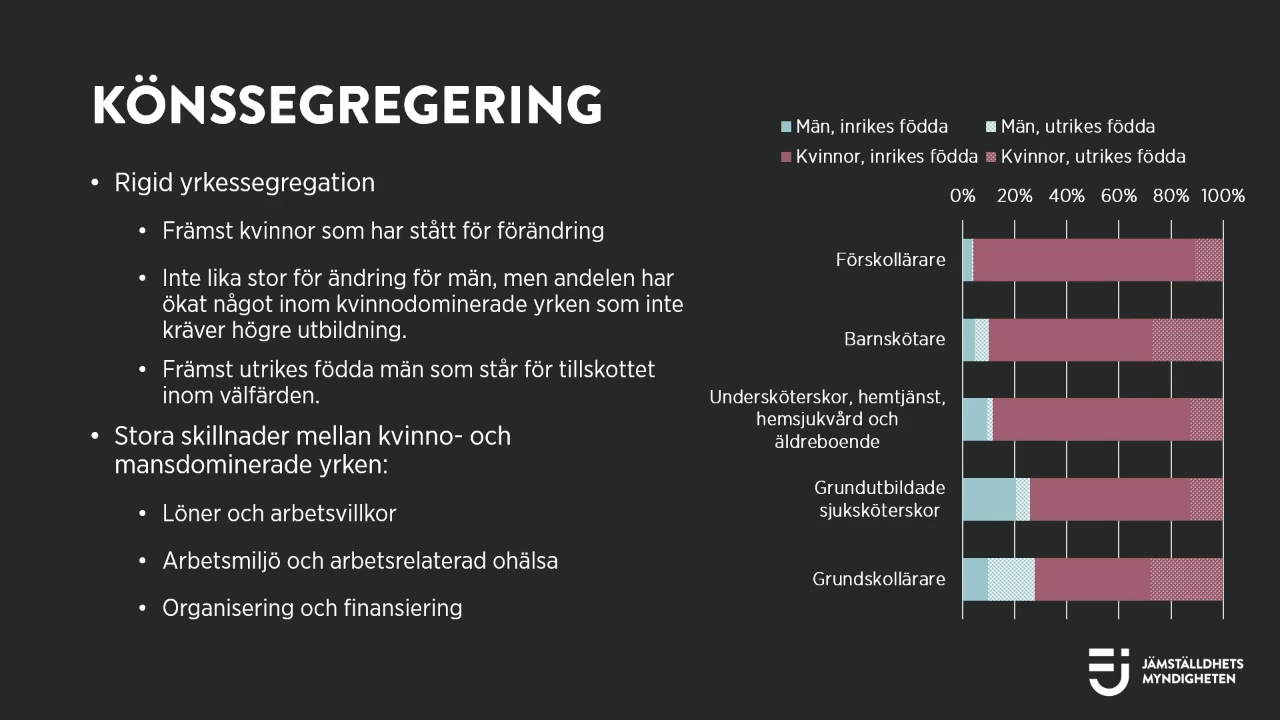 KÖNSSEGREGERING
• Rigid yrkessegregation
• Främst kvinnor som har stått för förändring
• Inte lika stor för ändring för män, men andelen har
ökat något inom kvinnodominerade yrken som inte
kräver högre utbildning.
• Främst utrikes födda män som står för tillskottet
inom välfärden.
• Stora skillnader mellan kvinno- och
mansdominerade yrken:
• Löner och arbetsvillkor
• Arbetsmiljö och arbetsrelaterad ohälsa
• Organisering och finansiering
Män, inrikes födda Män, utrikes födda
Kvinnor, inrikes födda Kvinnor, utrikes födda
0% 20% 40% 60% 80% 100%
Förskollärare
Barnskötare
Undersköterskor, hemtjänst,
hemsjukvård och
äldreboende
Grundutbildade
sjuksköterskor
Grundskollärare
JÄMSTÄLLDHETS
MYNDIGHETEN